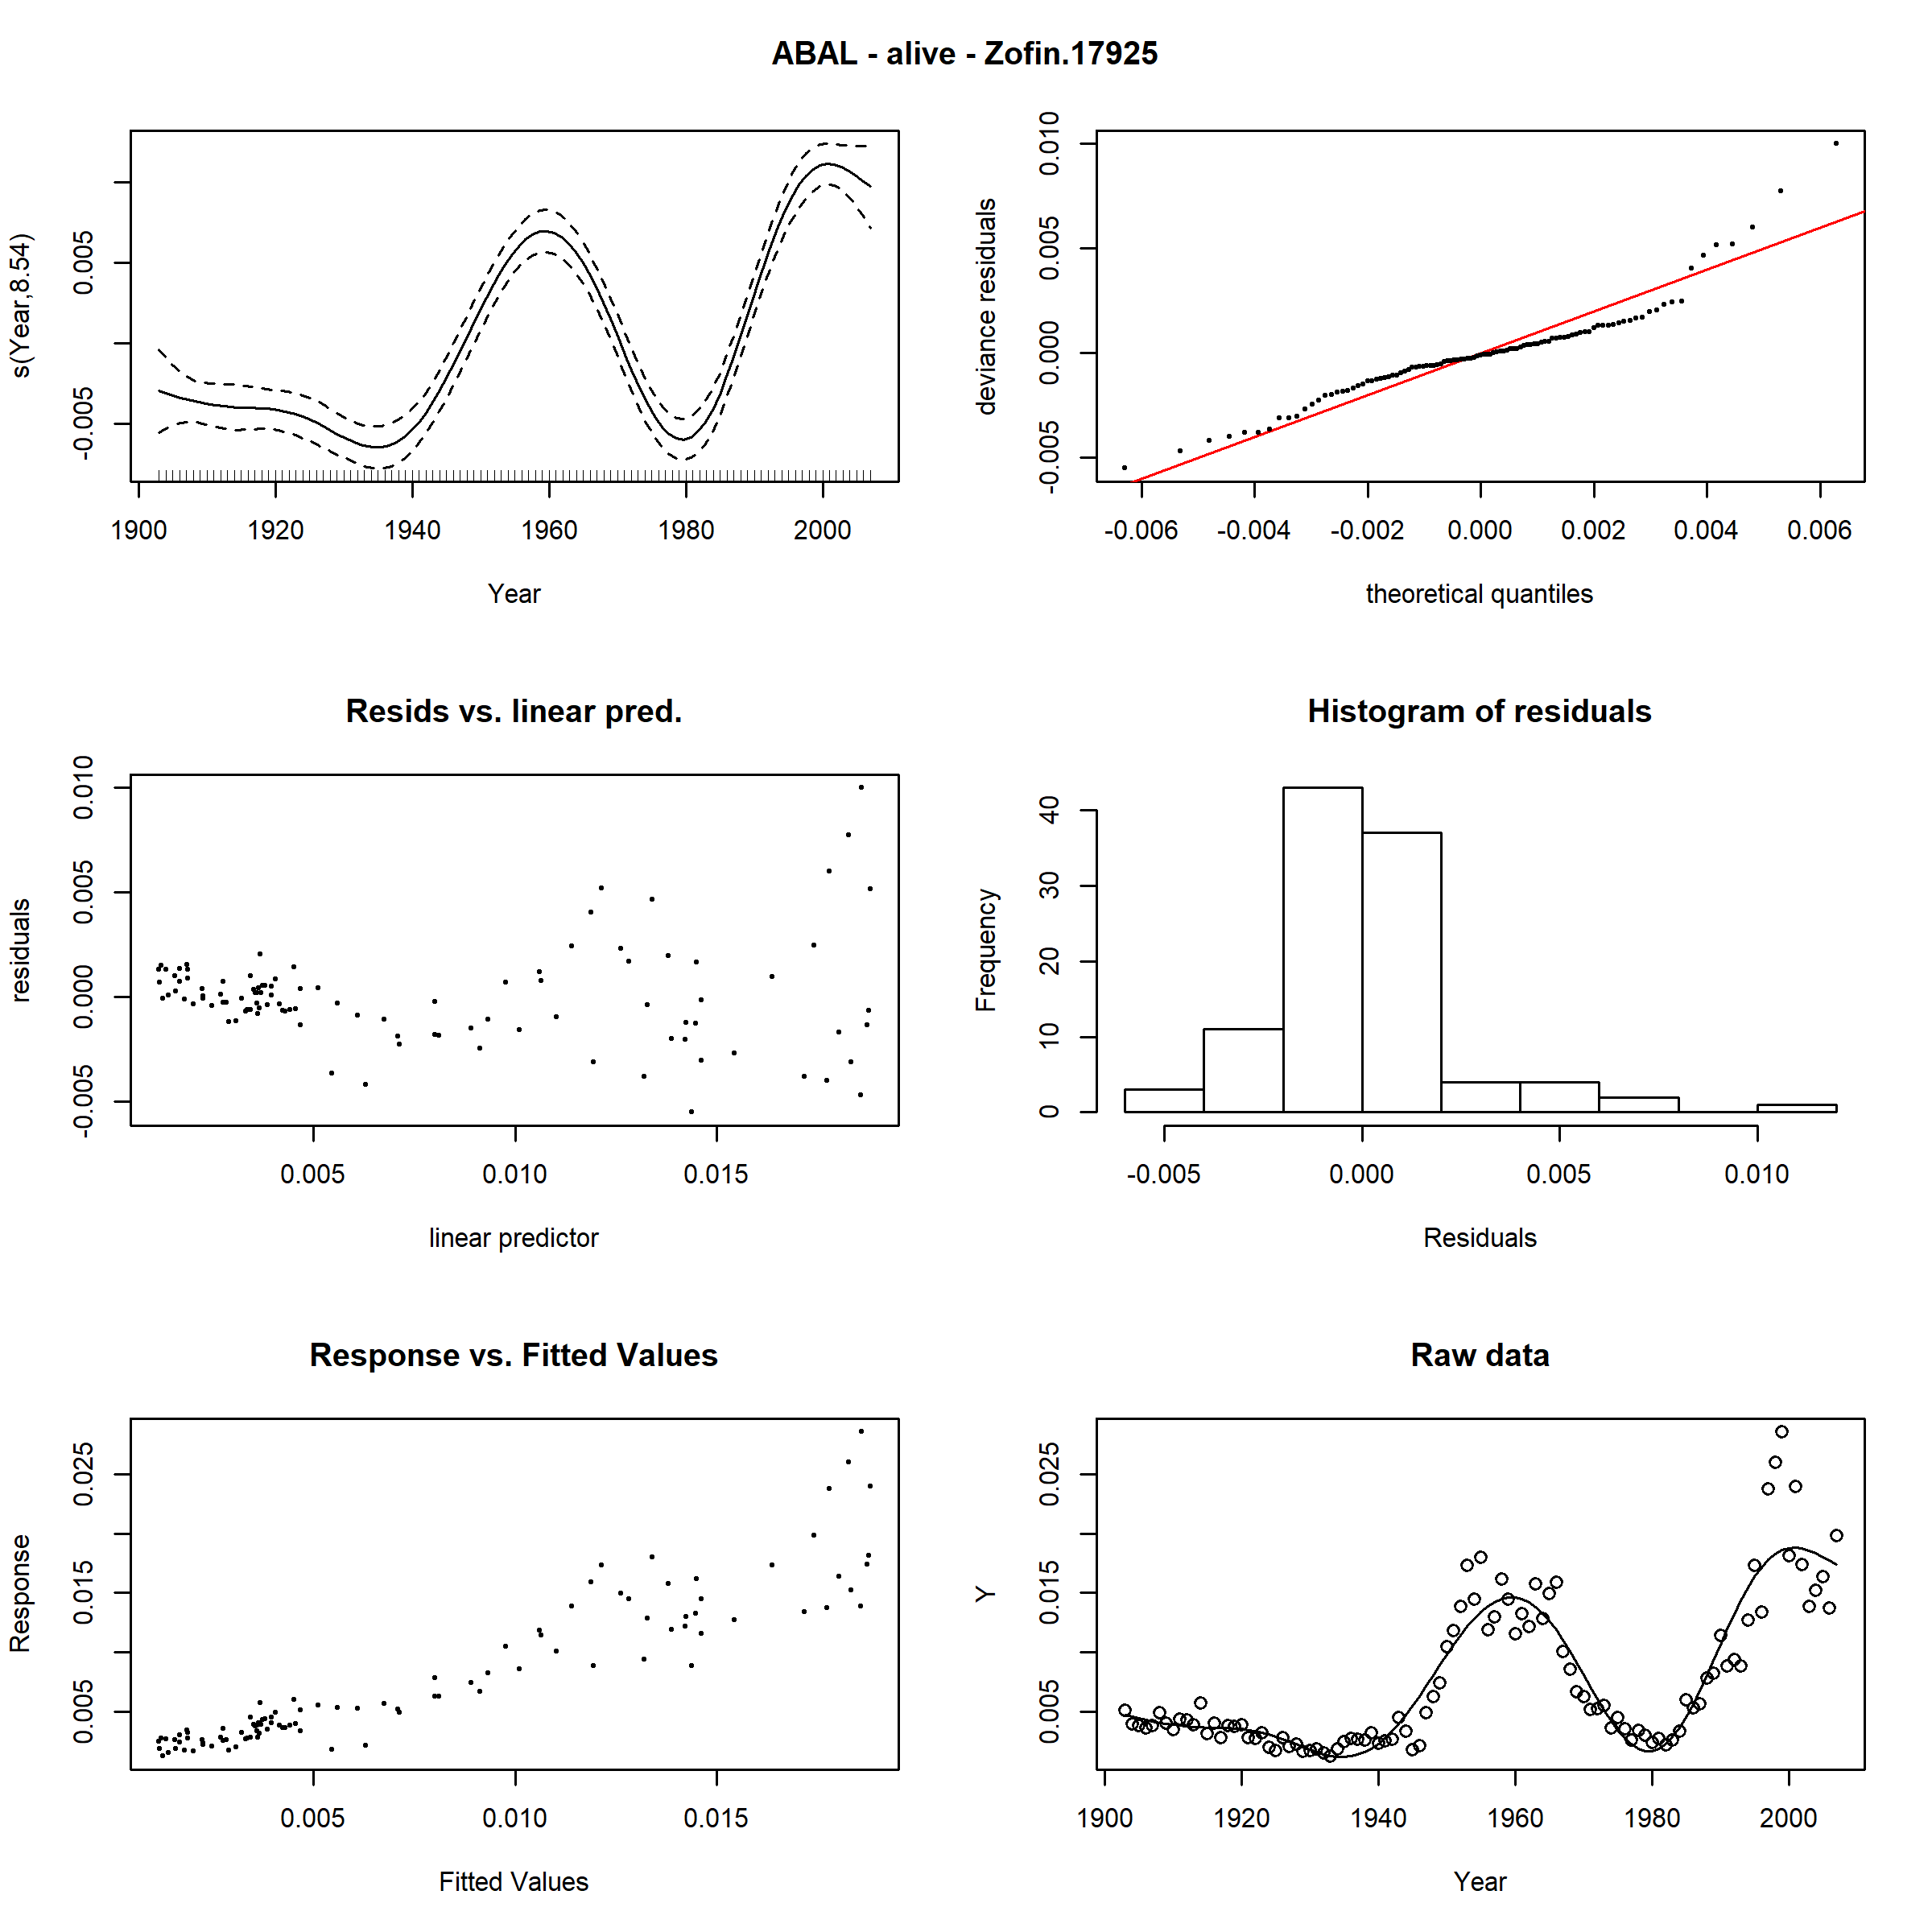 ABAL - alive - Zofin.17925
s(Year,8.54)
0.005
-0.005
1900 1920 1940 1960 1980 2000
Year
deviance residuals
0.010
0.005
0.000
-0.005
-0.006 -0.004 -0.002 0.000 0.002 0.004 0.006
theoretical quantiles
Resids vs. linear pred.
residuals
0.010
0.005
0.000
-0.005
0.005 0.010 0.015
linear predictor
Histogram of residuals
Frequency
40
30
20
10
0
-0.005 0.000 0.005 0.010
Residuals
Response vs. Fitted Values
Response
0.025
0.015
0.005
0.005 0.010 0.015
Fitted Values
Raw data
Y
0.025
0.015
0.005
1900 1920 1940 1960 1980 2000
Year